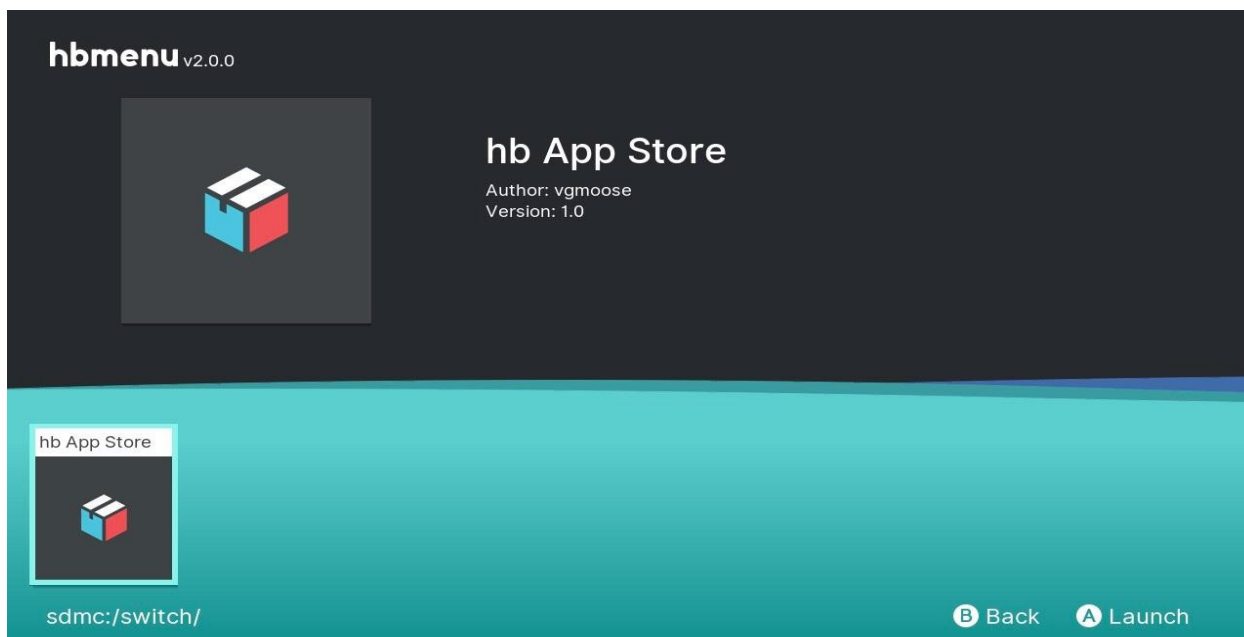 hbmenu v2.0.0
hb App Store
Author: vgmoose
Version: 1.0
hb App Store
sdmc:/switch/
B Back A Launch